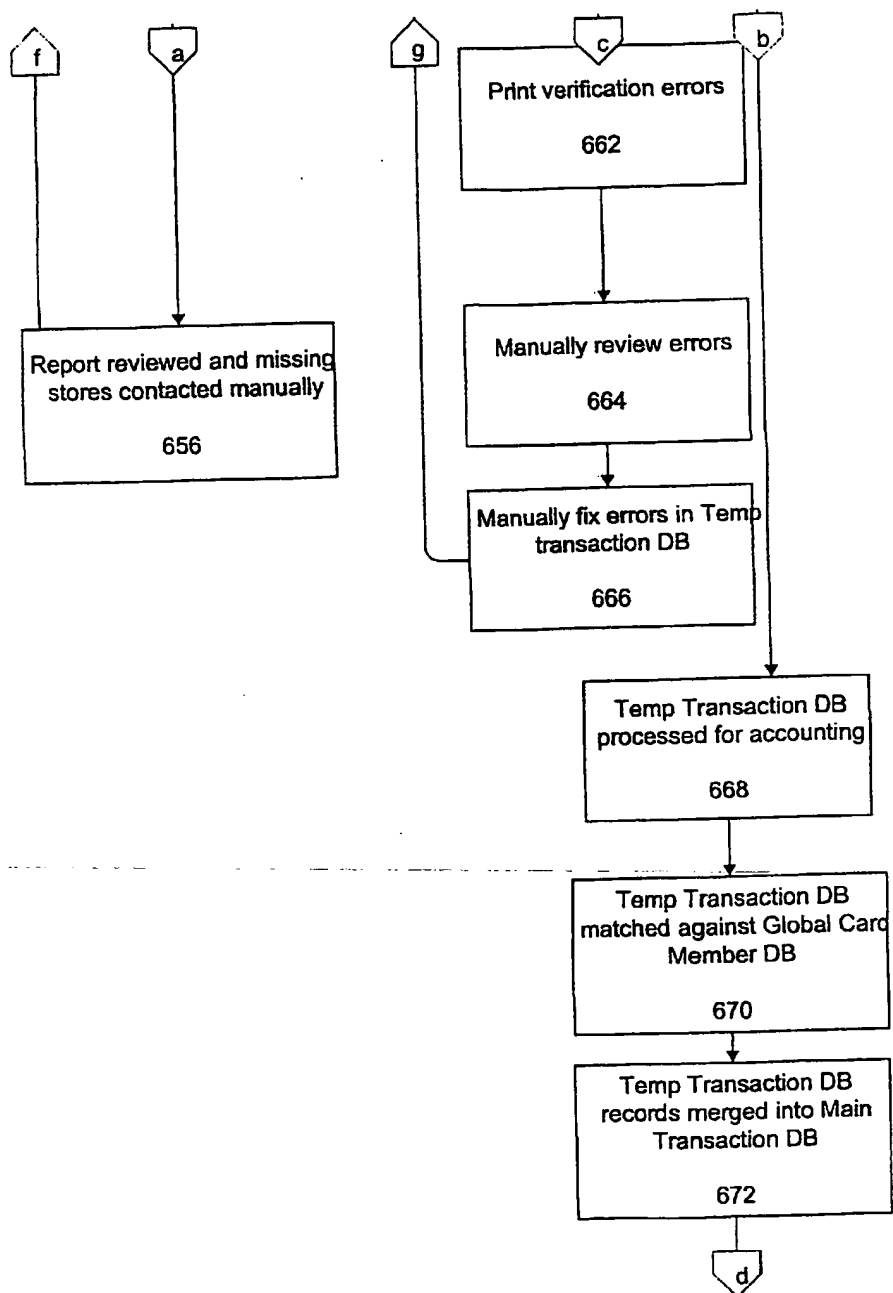 f
a
g
c
b
Print verification errors
662
Report reviewed and missing
stores contacted manually
656
Manually review errors
664
Manually fix errors in Temp
transaction DB
666
Temp Transaction DB
processed for accounting
668
Temp Transaction DB
matched against Global Card
Member DB
670
Temp Transaction DB
records merged into Main
Transaction DB
672
d